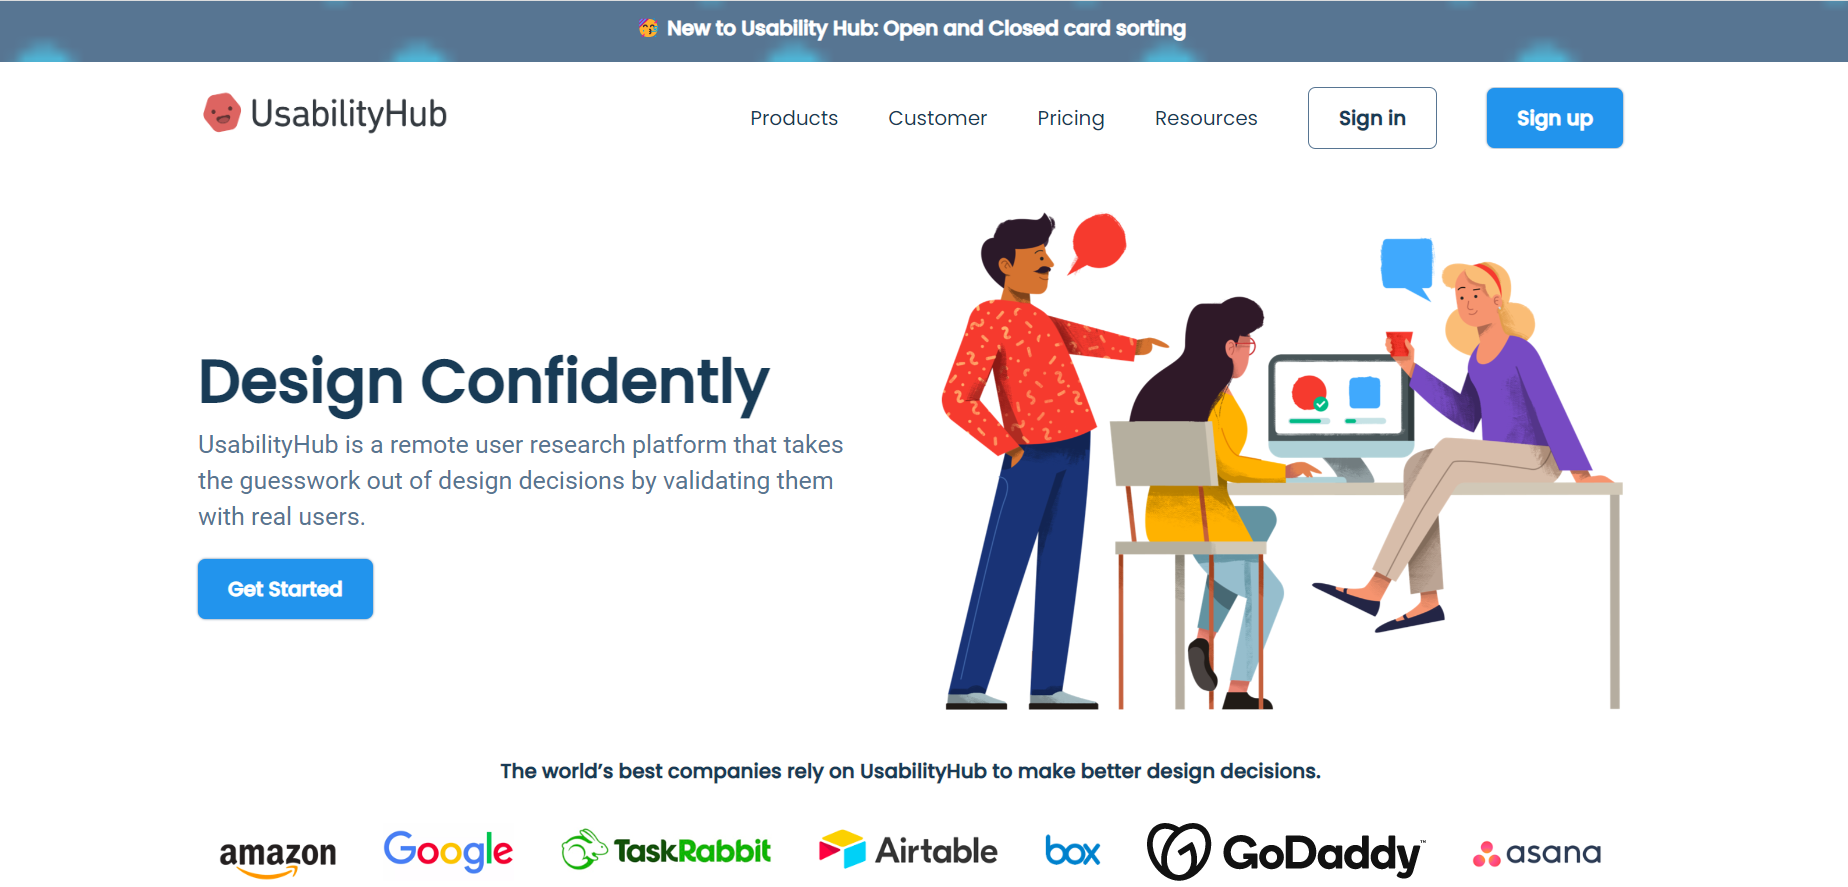 🥳 New to Usability Hub: Open and Closed card sorting
UsabilityHub
Products
Customer
Pricing
Resources
Sign in
Sign up
Design Confidently
UsabilityHub is a remote user research platform that takes
the guesswork out of design decisions by validating them
with real users.
Get Started
The world's best companies rely on UsabilityHub to make better design decisions.
amazon
Google
TaskRabbit
Airtable
box
GoDaddy™
asana